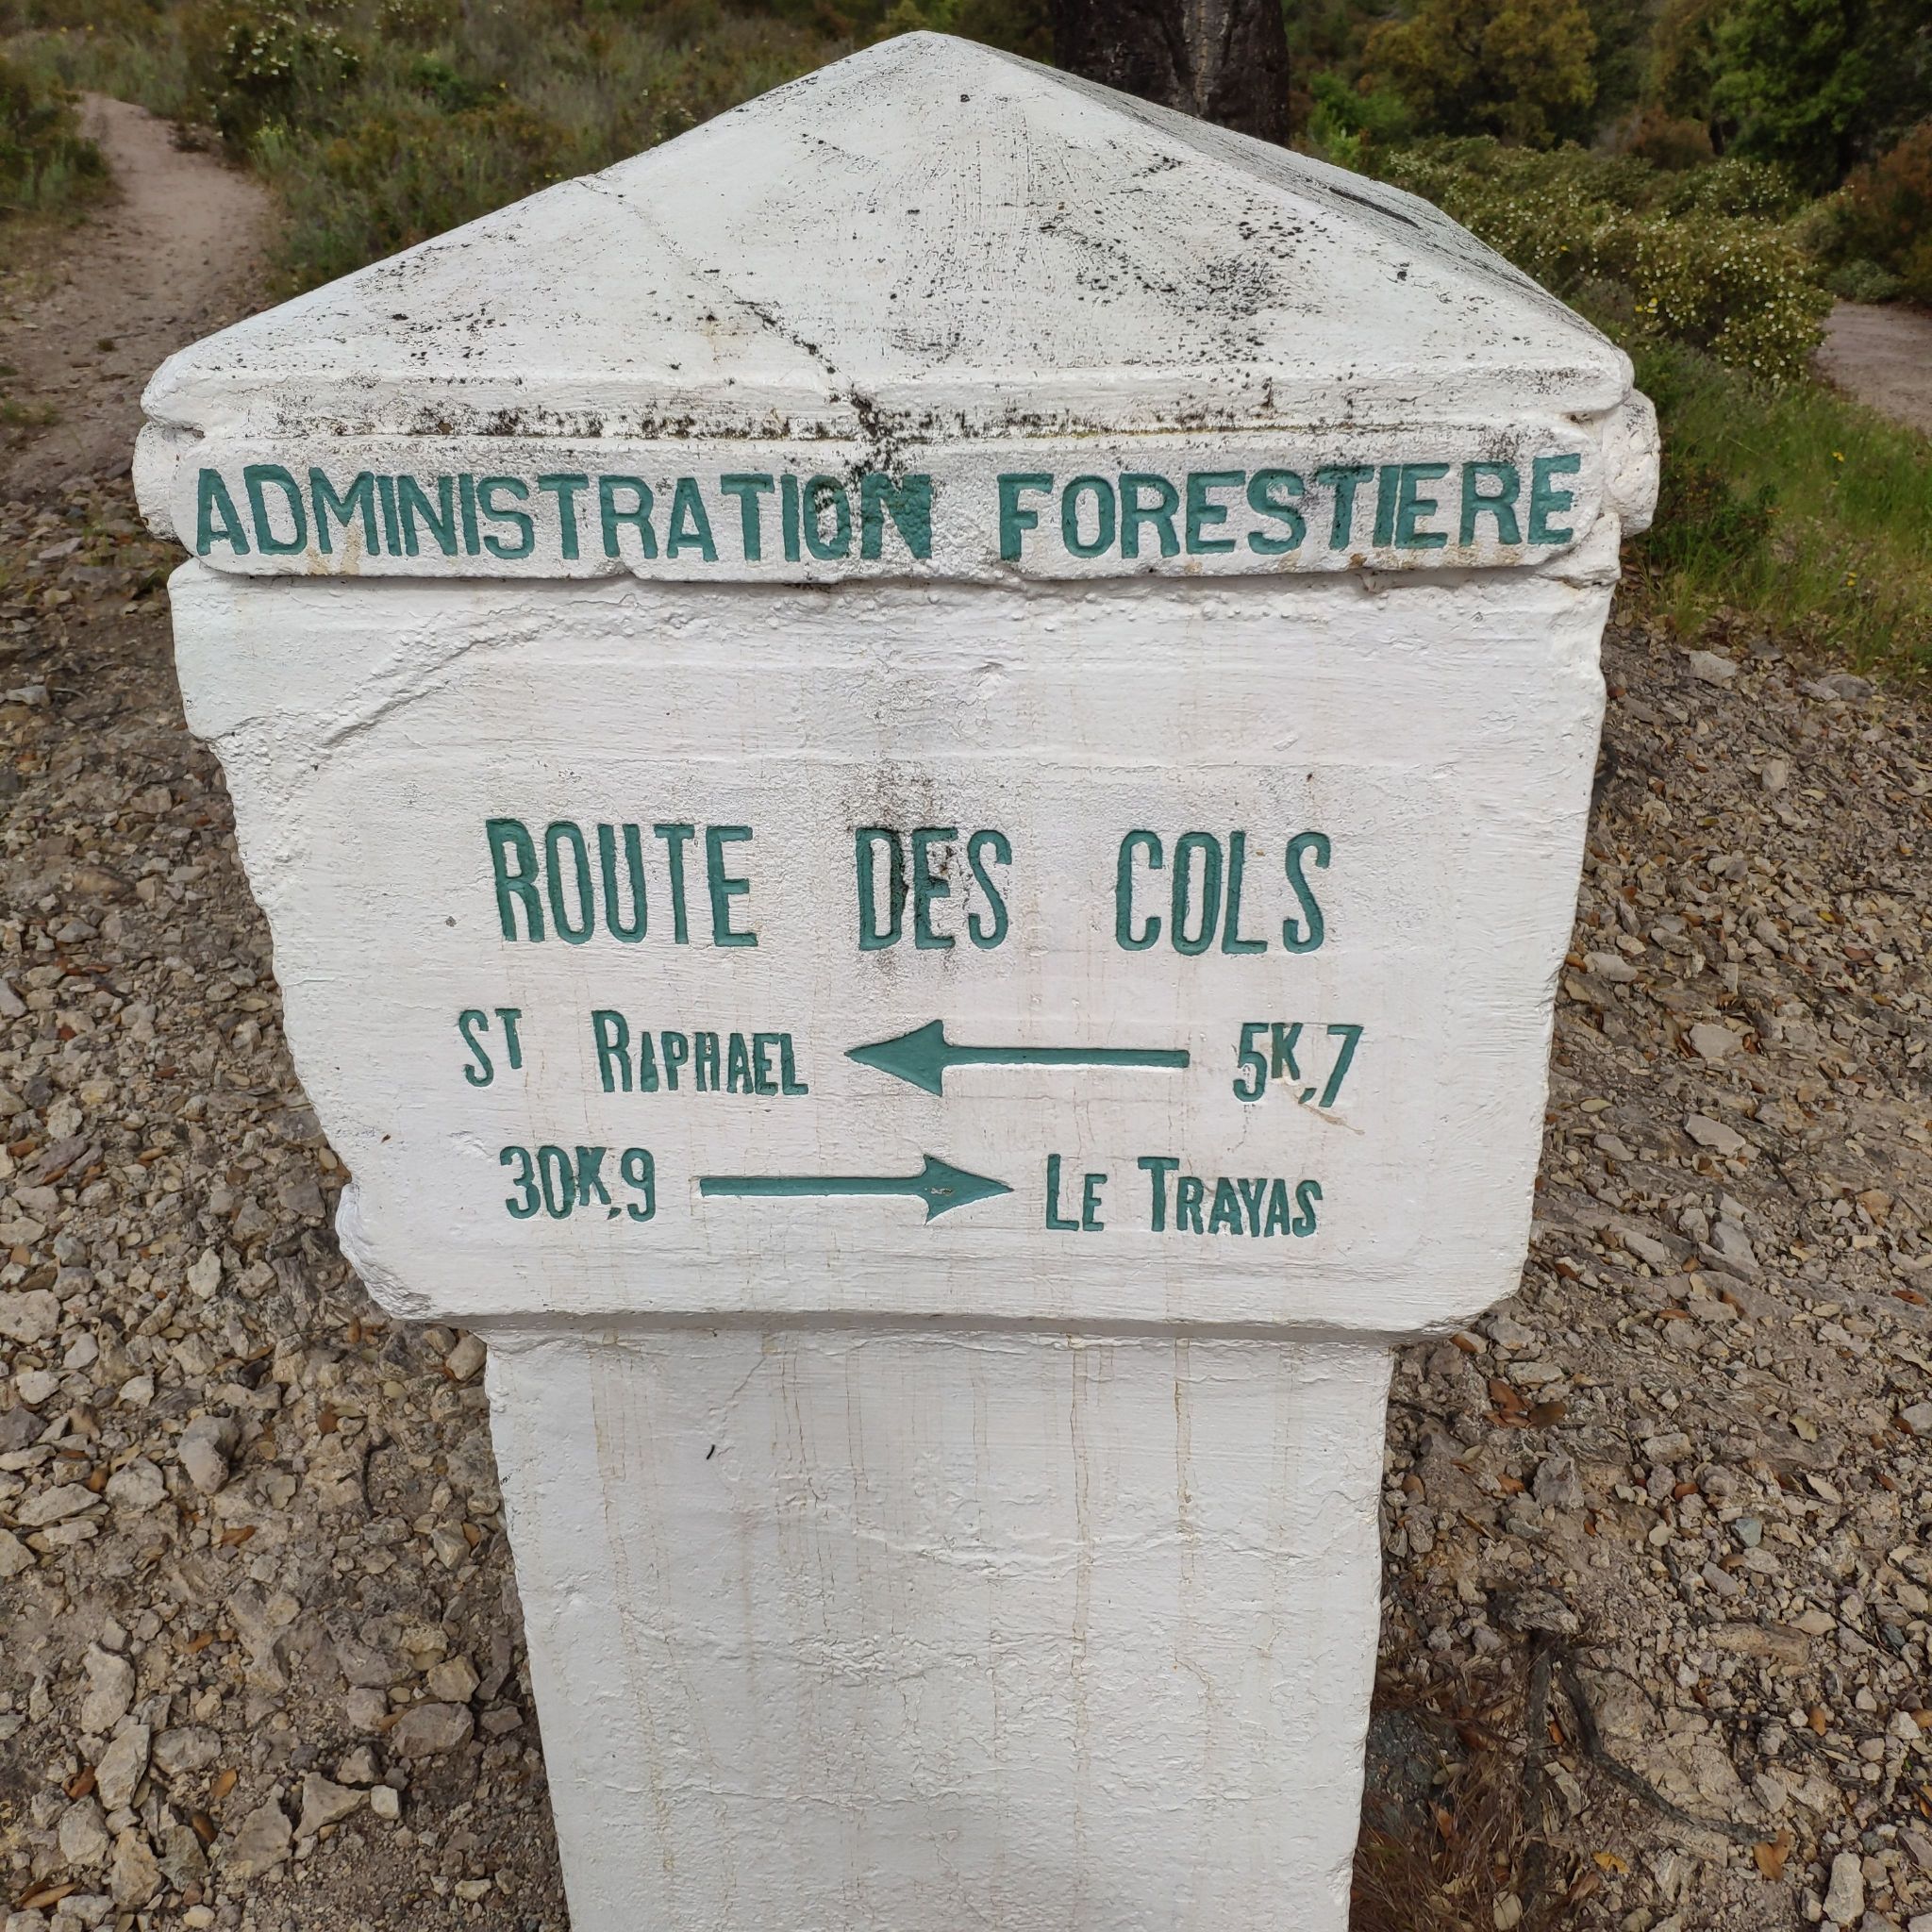 ADMINISTRATION FORESTIERE
ROUTE DES COLS
ST RAPHAEL 5K,7
30K,9 LE TRAYAS